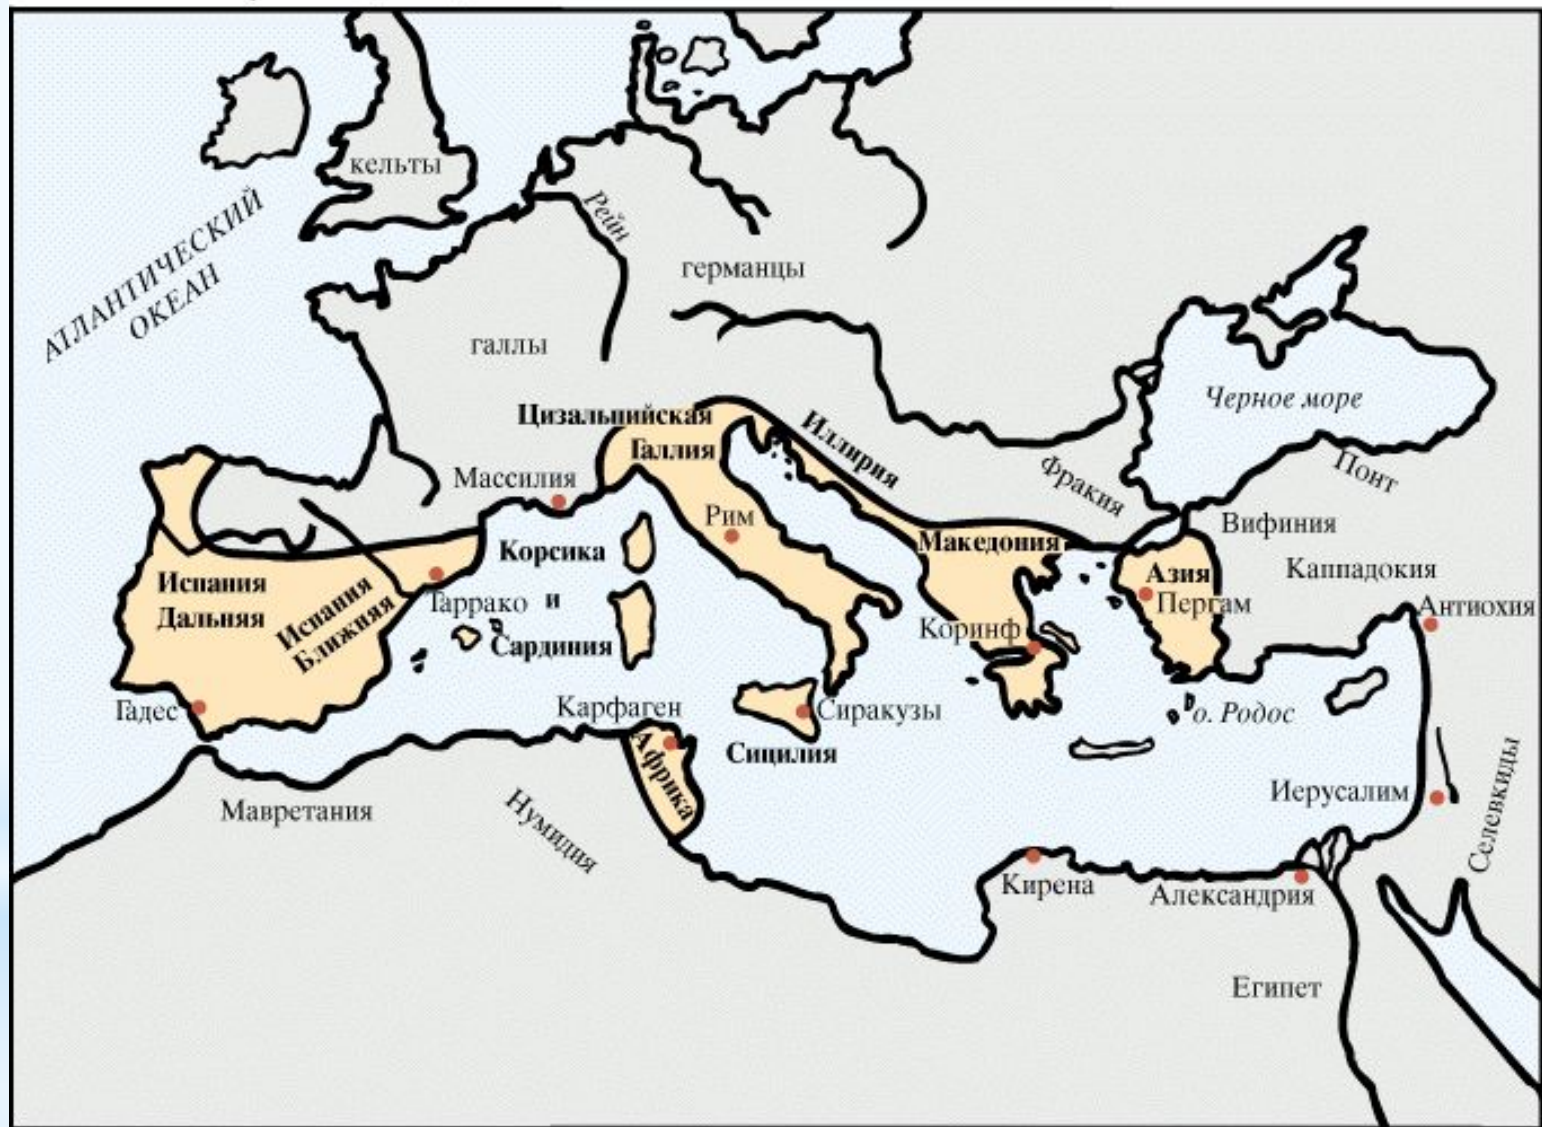 кельты
АТЛАНТИЧЕСКИЙ
ОКЕАН
Рейн
германцы
галлы
Черное море
Цизальпийская
Галлия
Иллирия
Массилия
Фракия
Понт
Рим
Вифиния
Корсика
Македония
Каппадокия
Испания
Дальняя
Испания
Ближняя
Азия
Таррако
и
Пергам
Антиохия
Сардиния
Коринф
Гадес
Карфаген
Сиракузы
о. Родос
Африка
Сицилия
Иерусалим
Селевкиды
Мавретания
Нумидия
Кирена
Александрия
Египет